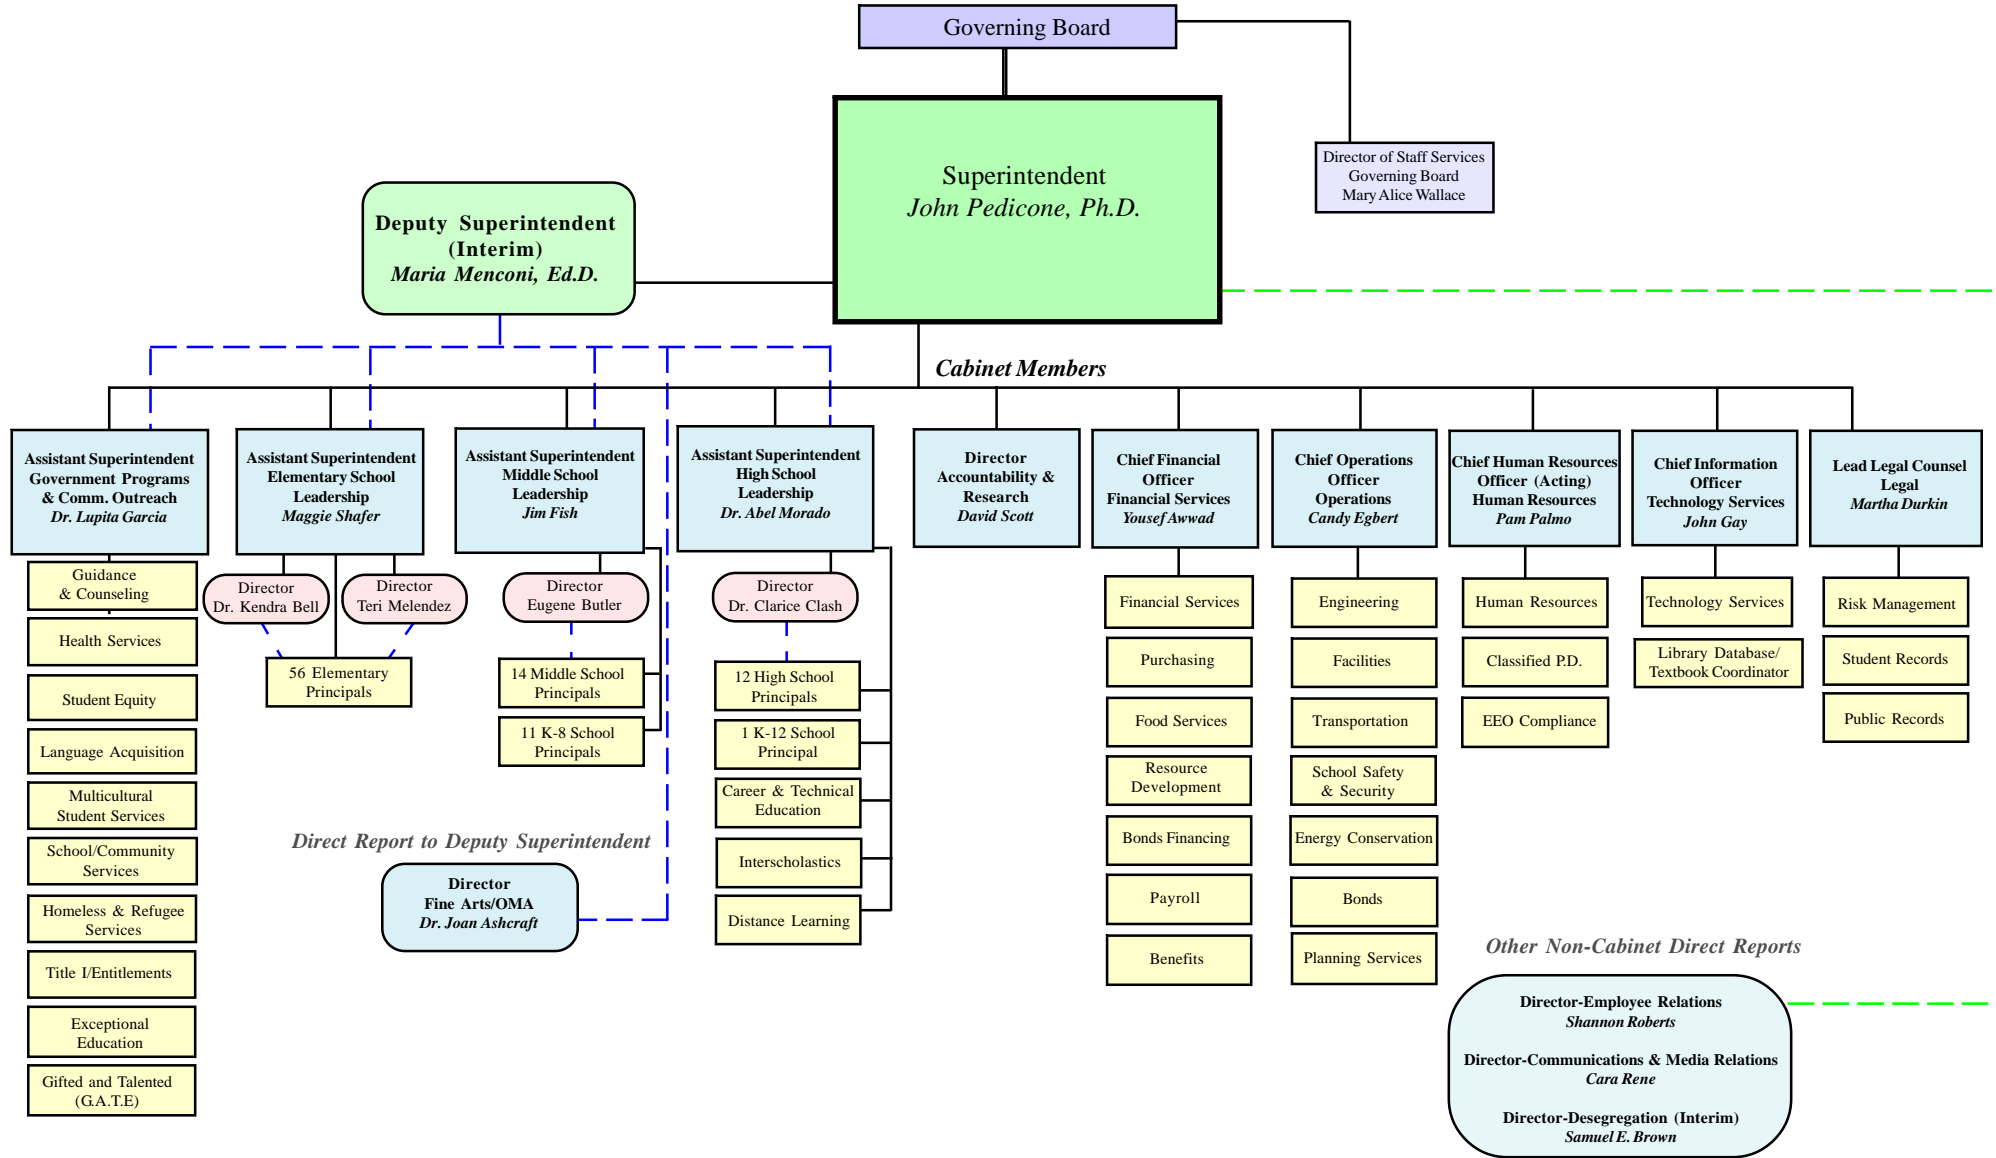 Governing Board
Superintendent
John Pedicone, Ph.D.
Director of Staff Services
Governing Board
Mary Alice Wallace
Deputy Superintendent
(Interim)
Maria Menconi, Ed.D.
Cabinet Members
Assistant Superintendent
Government Programs
& Comm. Outreach
Dr. Lupita Garcia
Assistant Superintendent
Elementary School
Leadership
Maggie Shafer
Assistant Superintendent
Middle School
Leadership
Jim Fish
Assistant Superintendent
High School
Leadership
Dr. Abel Morado
Director
Accountability &
Research
David Scott
Chief Financial
Officer
Financial Services
Yousef Awwad
Chief Operations
Officer
Operations
Candy Egbert
Chief Human Resources
Officer (Acting)
Human Resources
Pam Palmo
Chief Information
Officer
Technology Services
John Gay
Lead Legal Counsel
Legal
Martha Durkin
Guidance
& Counseling
Health Services
Student Equity
Language Acquisition
Multicultural
Student Services
School/Community
Services
Homeless & Refugee
Services
Title I/Entitlements
Exceptional
Education
Gifted and Talented
(G.A.T.E)
Director
Dr. Kendra Bell
Director
Teri Melendez
56 Elementary
Principals
Director
Eugene Butler
14 Middle School
Principals
11 K-8 School
Principals
Director
Dr. Clarice Clash
12 High School
Principals
1 K-12 School
Principal
Career & Technical
Education
Interscholastics
Distance Learning
Financial Services
Purchasing
Food Services
Resource
Development
Bonds Financing
Payroll
Benefits
Engineering
Facilities
Transportation
School Safety
& Security
Energy Conservation
Bonds
Planning Services
Human Resources
Classified P.D.
EEO Compliance
Technology Services
Library Database/
Textbook Coordinator
Risk Management
Student Records
Public Records
Direct Report to Deputy Superintendent
Director
Fine Arts/OMA
Dr. Joan Ashcraft
Other Non-Cabinet Direct Reports
Director-Employee Relations
Shannon Roberts
Director-Communications & Media Relations
Cara Rene
Director-Desegregation (Interim)
Samuel E. Brown